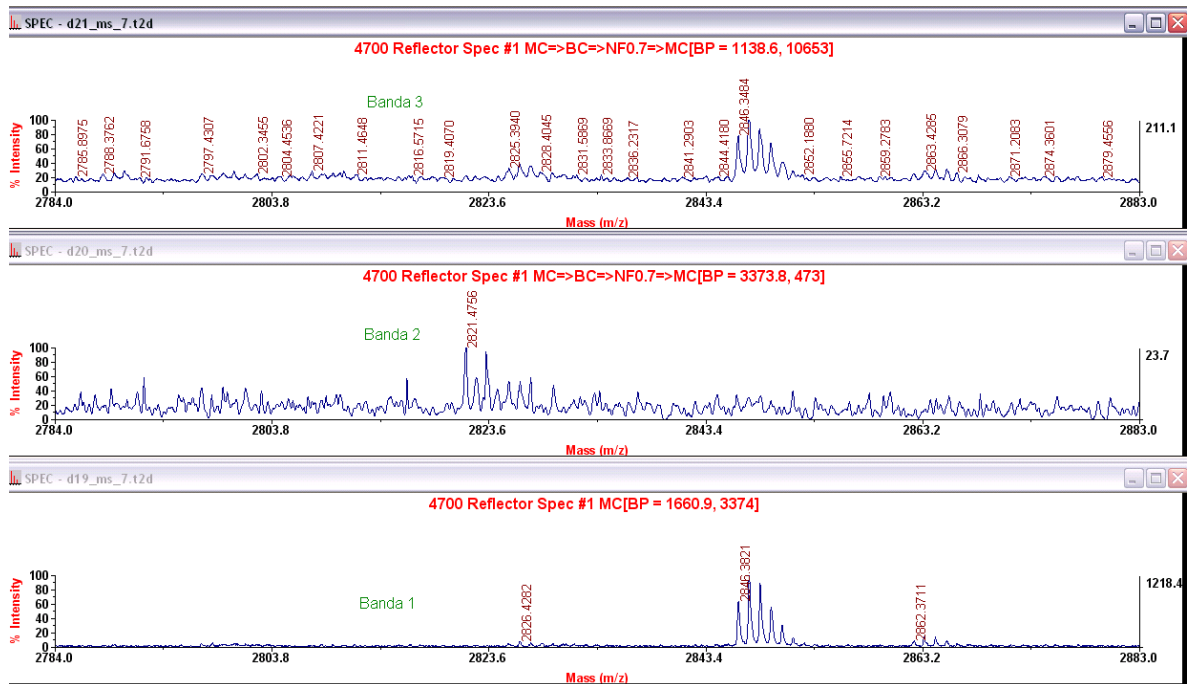 SPEC - d21_ms_7.t2d
4700 Reflector Spec #1 MC=>BC=>NF0.7=>MC[BP = 1138.6, 10653]
Banda 3
2785.8975
2788.3762
2791.6758
2797.4307
2802.3455
2804.4536
2807.4221
2811.4648
2816.5715
2819.4070
2825.3940
2828.4045
2831.5869
2833.8669
2836.2317
2841.2903
2844.4180
2846.3484
2852.1880
2855.7214
2859.2783
2863.4285
2866.3079
2871.2083
2874.3601
2879.4556
% Intensity
100
80
60
40
20
0
211.1
2784.0 2803.8 2823.6 2843.4 2863.2 2883.0
Mass (m/z)
SPEC - d20_ms_7.t2d
4700 Reflector Spec #1 MC=>BC=>NF0.7=>MC[BP = 3373.8, 473]
Banda 2
2821.4756
% Intensity
100
80
60
40
20
0
23.7
2784.0 2803.8 2823.6 2843.4 2863.2 2883.0
Mass (m/z)
SPEC - d19_ms_7.t2d
4700 Reflector Spec #1 MC[BP = 1660.9, 3374]
Banda 1
2826.4282
2846.3821
2862.3711
% Intensity
100
80
60
40
20
0
1218.4
2784.0 2803.8 2823.6 2843.4 2863.2 2883.0
Mass (m/z)